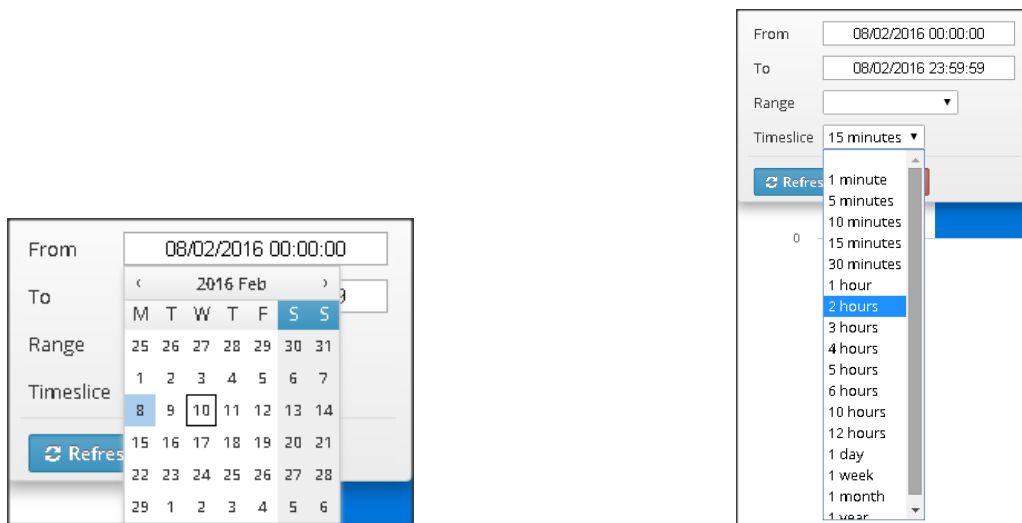 From 08/02/2016 00:00:00
‹ 2016 Feb ›
To 9
M T W T F S S
Range 25 26 27 28 29 30 31
1 2 3 4 5 6 7
Timeslice
8 9 10 11 12 13 14
15 16 17 18 19 20 21
Refres
22 23 24 25 26 27 28
29 1 2 3 4 5 6
From 08/02/2016 00:00:00
To 08/02/2016 23:59:59
Range
Timeslice 15 minutes
Refres
1 minute
5 minutes
10 minutes
0 15 minutes
30 minutes
1 hour
2 hours
3 hours
4 hours
5 hours
6 hours
10 hours
12 hours
1 day
1 week
1 month
1 year